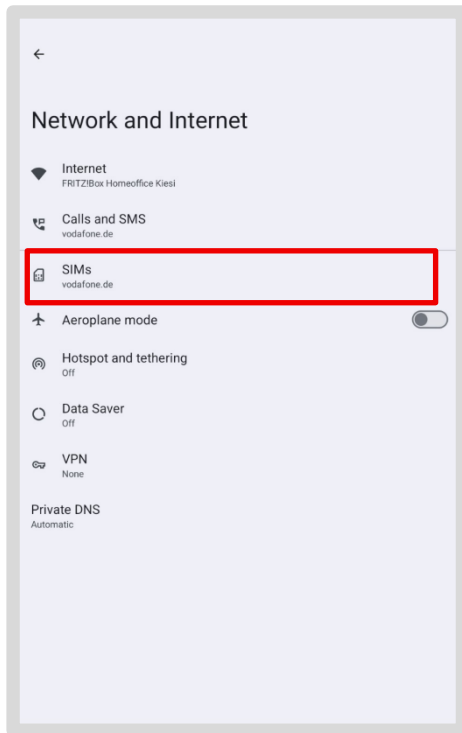 Network and Internet
Internet
FRITZ!Box Homeoffice Kiesi
Calls and SMS
vodafone.de
SIMs
vodafone.de
Aeroplane mode
Hotspot and tethering
Off
Data Saver
Off
VPN
None
Private DNS
Automatic